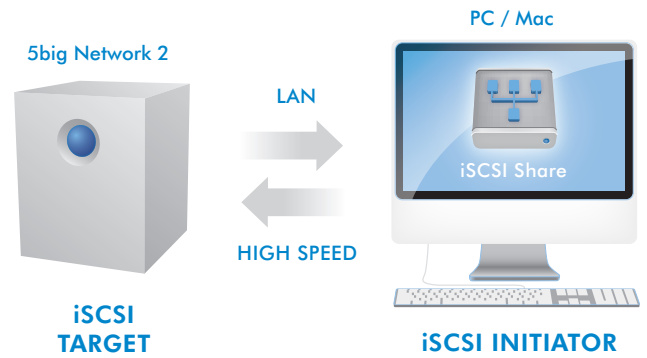 PC / Mac
5big Network 2
LAN
iSCSI Share
HIGH SPEED
iSCSI
TARGET
iSCSI INITIATOR